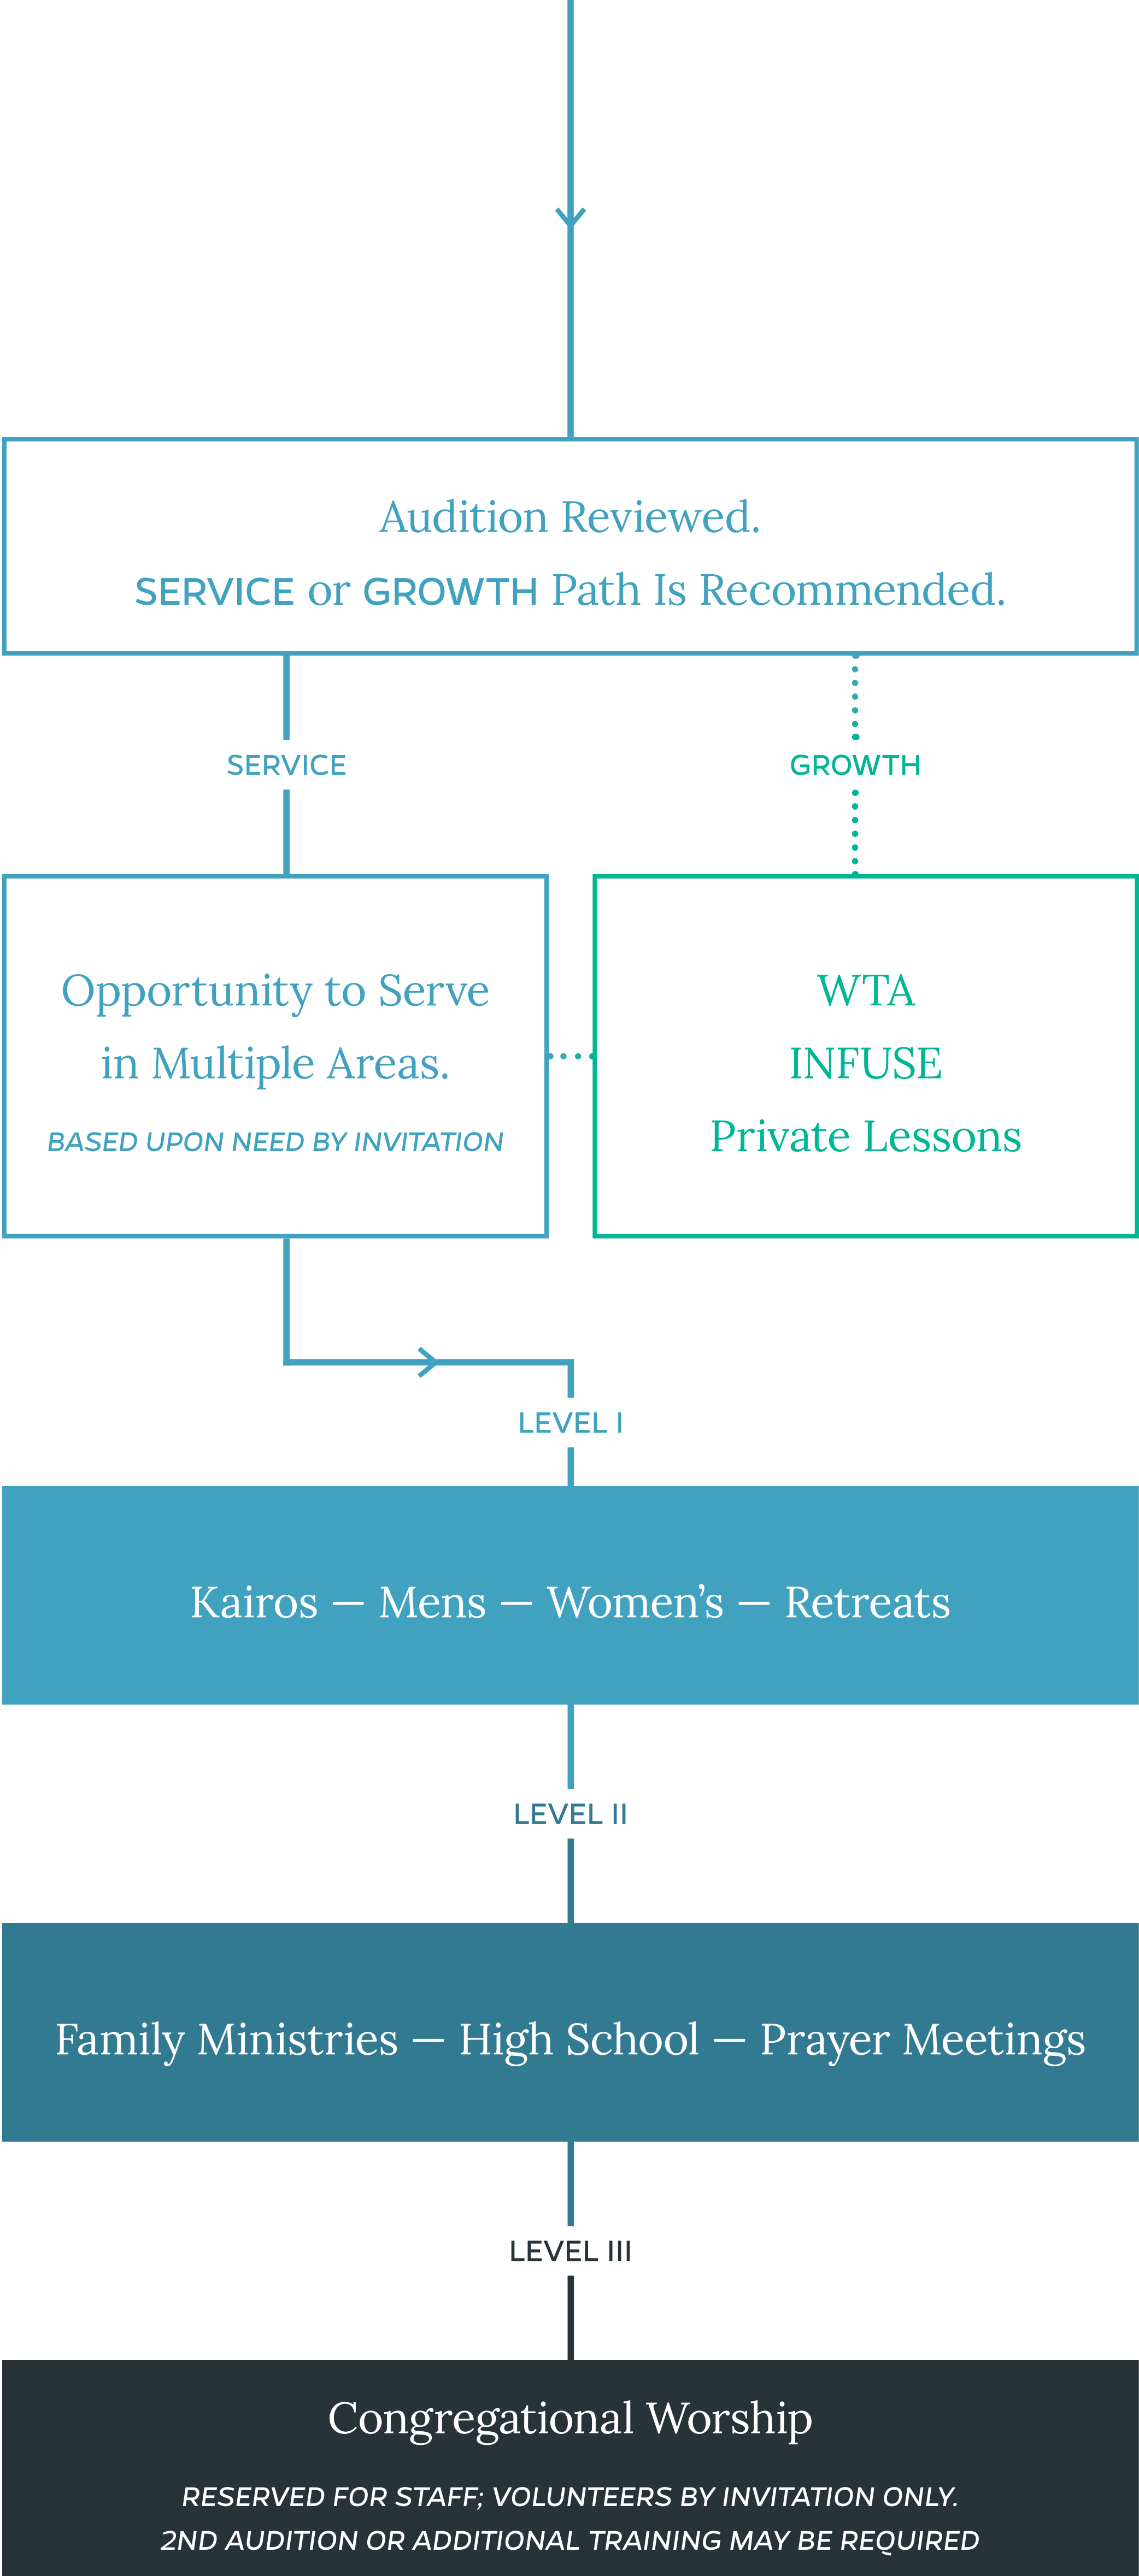 Audition Reviewed.
SERVICE or GROWTH Path Is Recommended.
SERVICE
GROWTH
Opportunity to Serve
in Multiple Areas.
BASED UPON NEED BY INVITATION
WTA
INFUSE
Private Lessons
LEVEL I
Kairos — Mens — Women’s — Retreats
LEVEL II
Family Ministries — High School — Prayer Meetings
LEVEL III
Congregational Worship
RESERVED FOR STAFF; VOLUNTEERS BY INVITATION ONLY.
2ND AUDITION OR ADDITIONAL TRAINING MAY BE REQUIRED